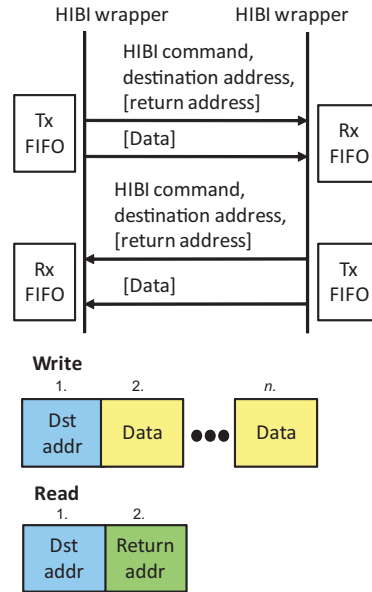 HIBI wrapper HIBI wrapper
HIBI command,
destination address,
[return address]
Tx
FIFO
[Data]
Rx
FIFO
HIBI command,
destination address,
[return address]
Rx
FIFO
[Data]
Tx
FIFO
Write
1. 2. n.
Dst
addr
Data
Data
Read
1. 2.
Dst
addr
Return
addr